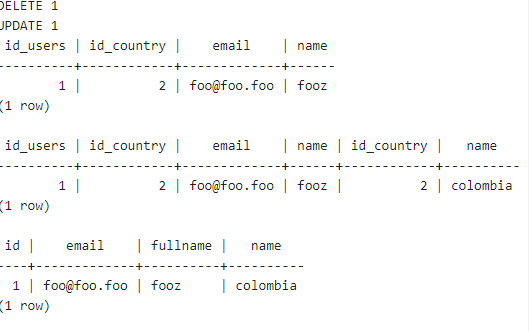 DELETE 1
UPDATE 1
 id_users | id_country |    email    | name
----------+------------+-------------+------
        1 |          2 | foo@foo.foo | fooz
(1 row)
 id_users | id_country |    email    | name | id_country |   name
----------+------------+-------------+------+------------+----------
        1 |          2 | foo@foo.foo | fooz |          2 | colombia
(1 row)
 id |    email    | fullname |   name
----+-------------+----------+----------
  1 | foo@foo.foo | fooz     | colombia
(1 row)